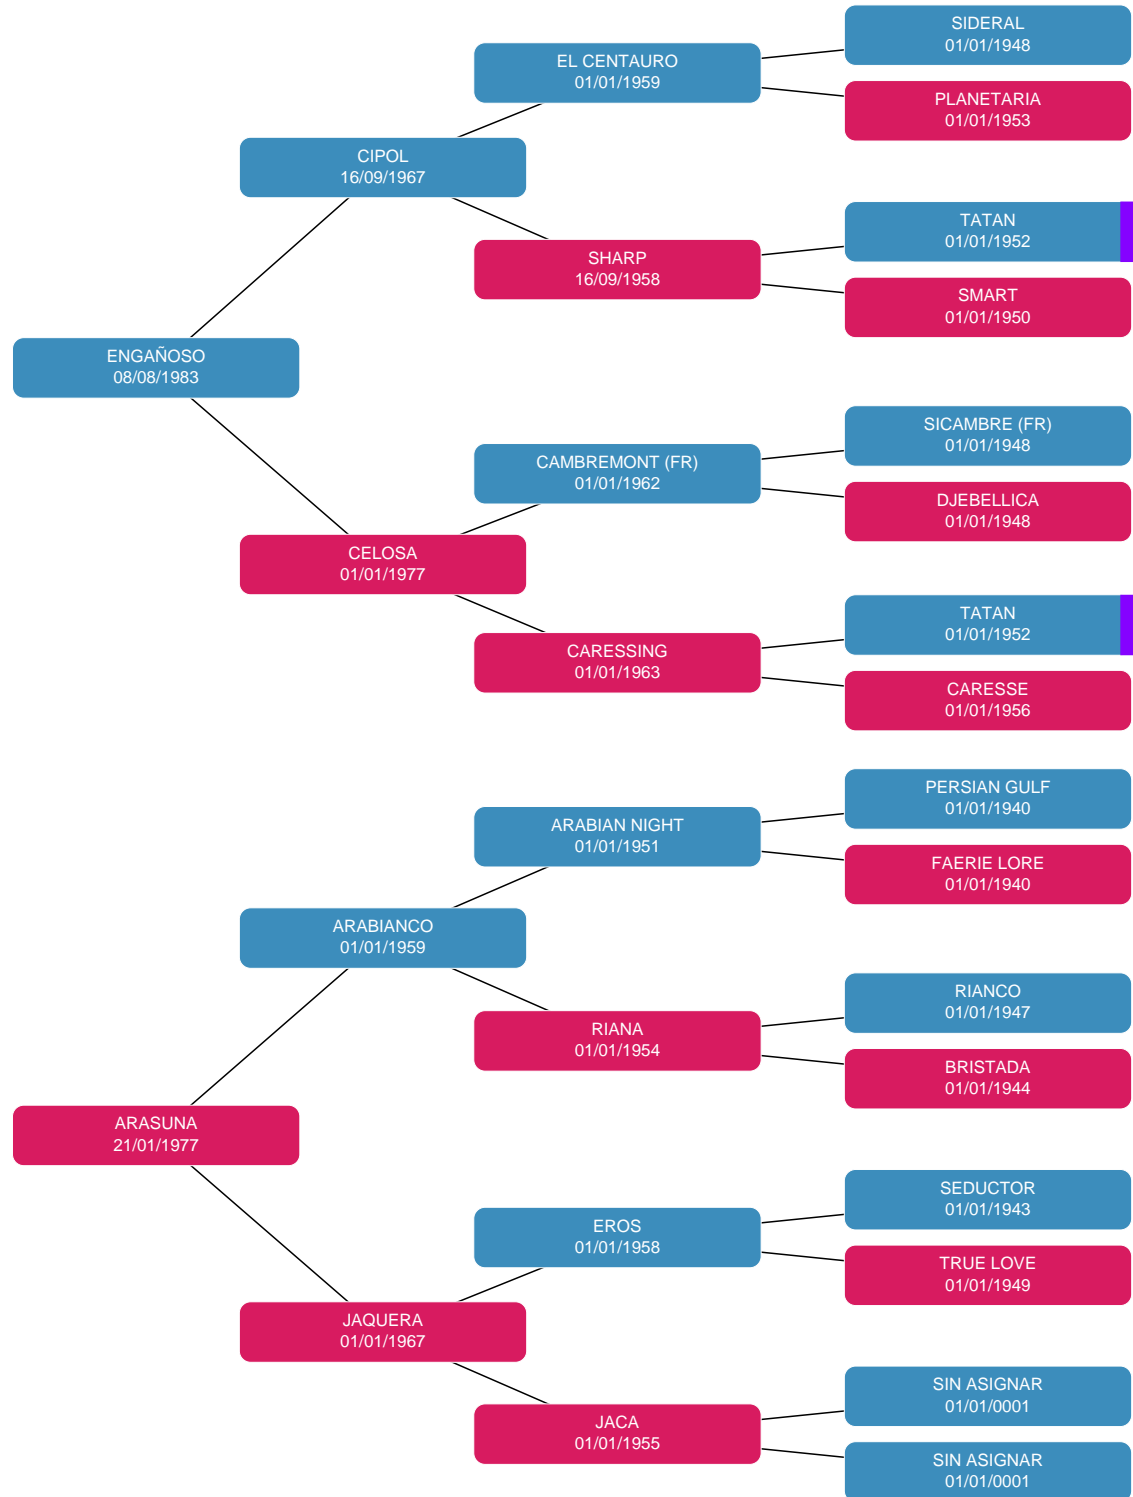 SIDERAL
01/01/1948
EL CENTAURO
01/01/1959
PLANETARIA
01/01/1953
CIPOL
16/09/1967
TATAN
01/01/1952
SHARP
16/09/1958
SMART
01/01/1950
ENGAÑOSO
08/08/1983
SICAMBRE (FR)
01/01/1948
CAMBREMONT (FR)
01/01/1962
DJEBELLICA
01/01/1948
CELOSA
01/01/1977
TATAN
01/01/1952
CARESSING
01/01/1963
CARESSE
01/01/1956
PERSIAN GULF
01/01/1940
ARABIAN NIGHT
01/01/1951
FAERIE LORE
01/01/1940
ARABIANCO
01/01/1959
RIANCO
01/01/1947
RIANA
01/01/1954
BRISTADA
01/01/1944
ARASUNA
21/01/1977
SEDUCTOR
01/01/1943
EROS
01/01/1958
TRUE LOVE
01/01/1949
JAQUERA
01/01/1967
SIN ASIGNAR
01/01/0001
JACA
01/01/1955
SIN ASIGNAR
01/01/0001